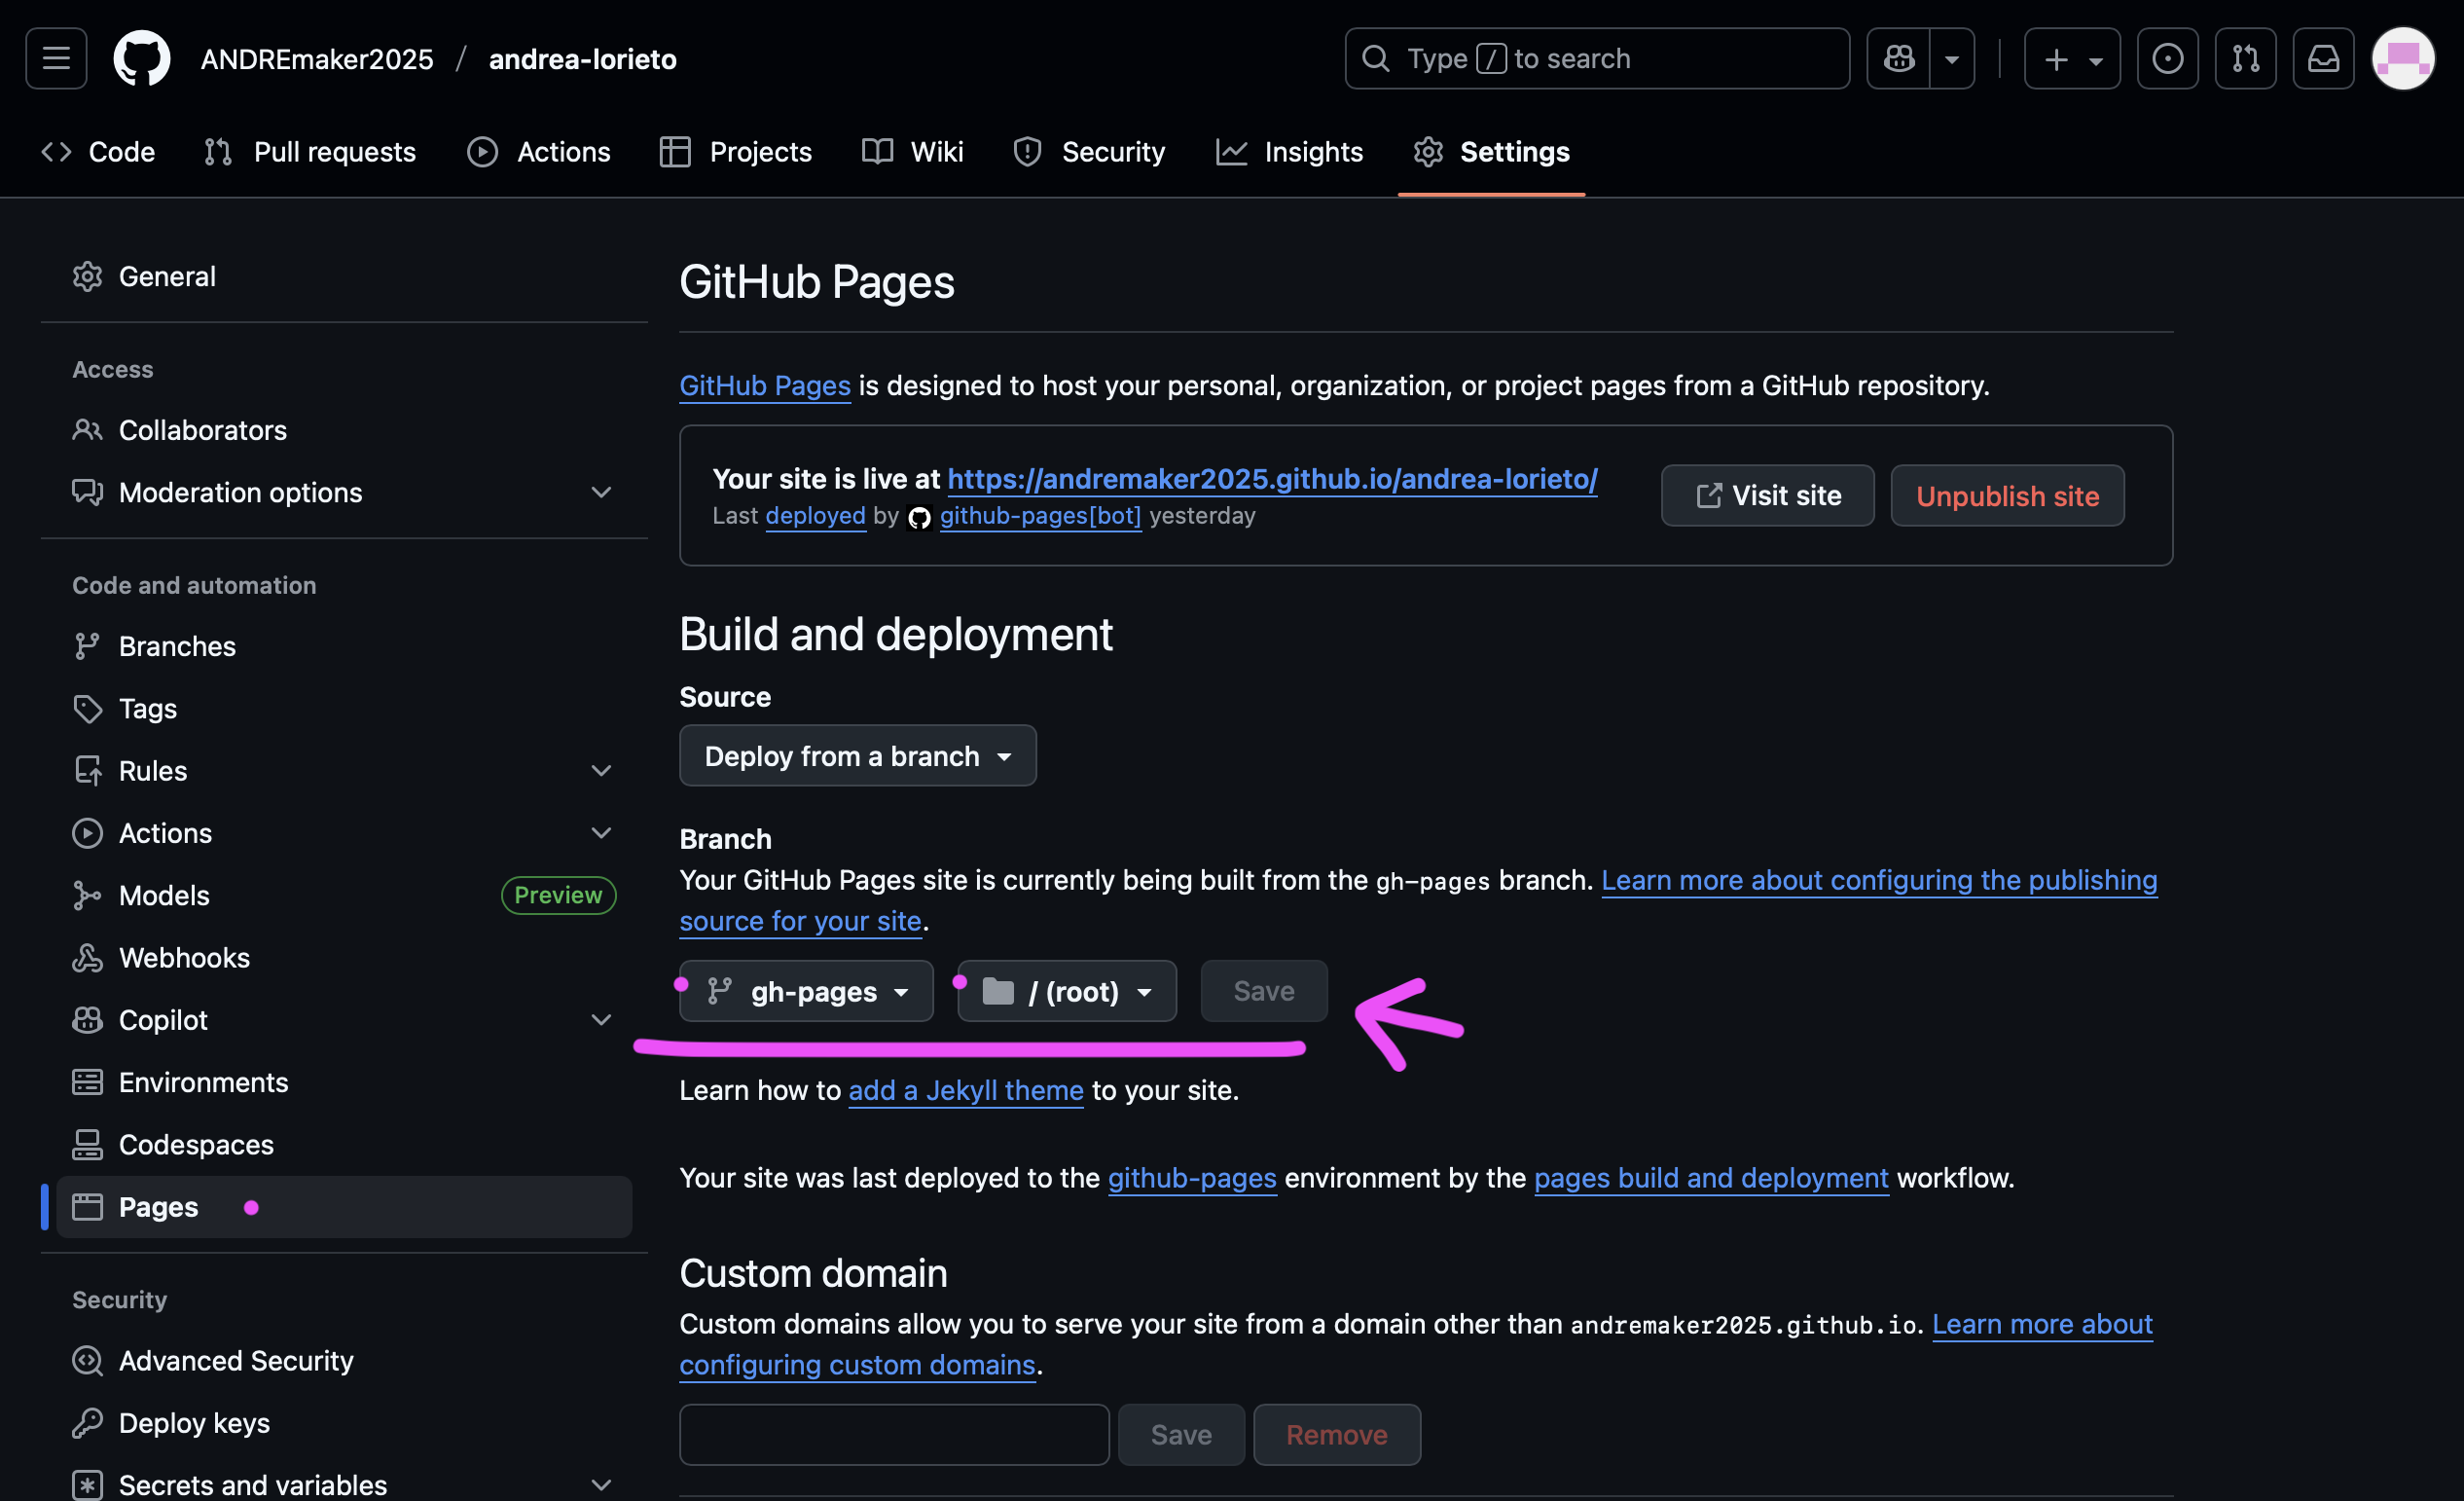 ANDREmaker2025 / andrea-lorieto
Type / to search
Code
Pull requests
Actions
Projects
Wiki
Security
Insights
Settings
General
Access
Collaborators
Moderation options
Code and automation
Branches
Tags
Rules
Actions
Models Preview
Webhooks
Copilot
Environments
Codespaces
Pages
Security
Advanced Security
Deploy keys
Secrets and variables
GitHub Pages
GitHub Pages is designed to host your personal, organization, or project pages from a GitHub repository.
Your site is live at https://andremaker2025.github.io/andrea-lorieto/
Last deployed by github-pages[bot] yesterday
Visit site
Unpublish site
Build and deployment
Source
Deploy from a branch
Branch
Your GitHub Pages site is currently being built from the gh-pages branch. Learn more about configuring the publishing
source for your site.
gh-pages
/ (root)
Save
Learn how to add a Jekyll theme to your site.
Your site was last deployed to the github-pages environment by the pages build and deployment workflow.
Custom domain
Custom domains allow you to serve your site from a domain other than andremaker2025.github.io. Learn more about
configuring custom domains.
Save
Remove